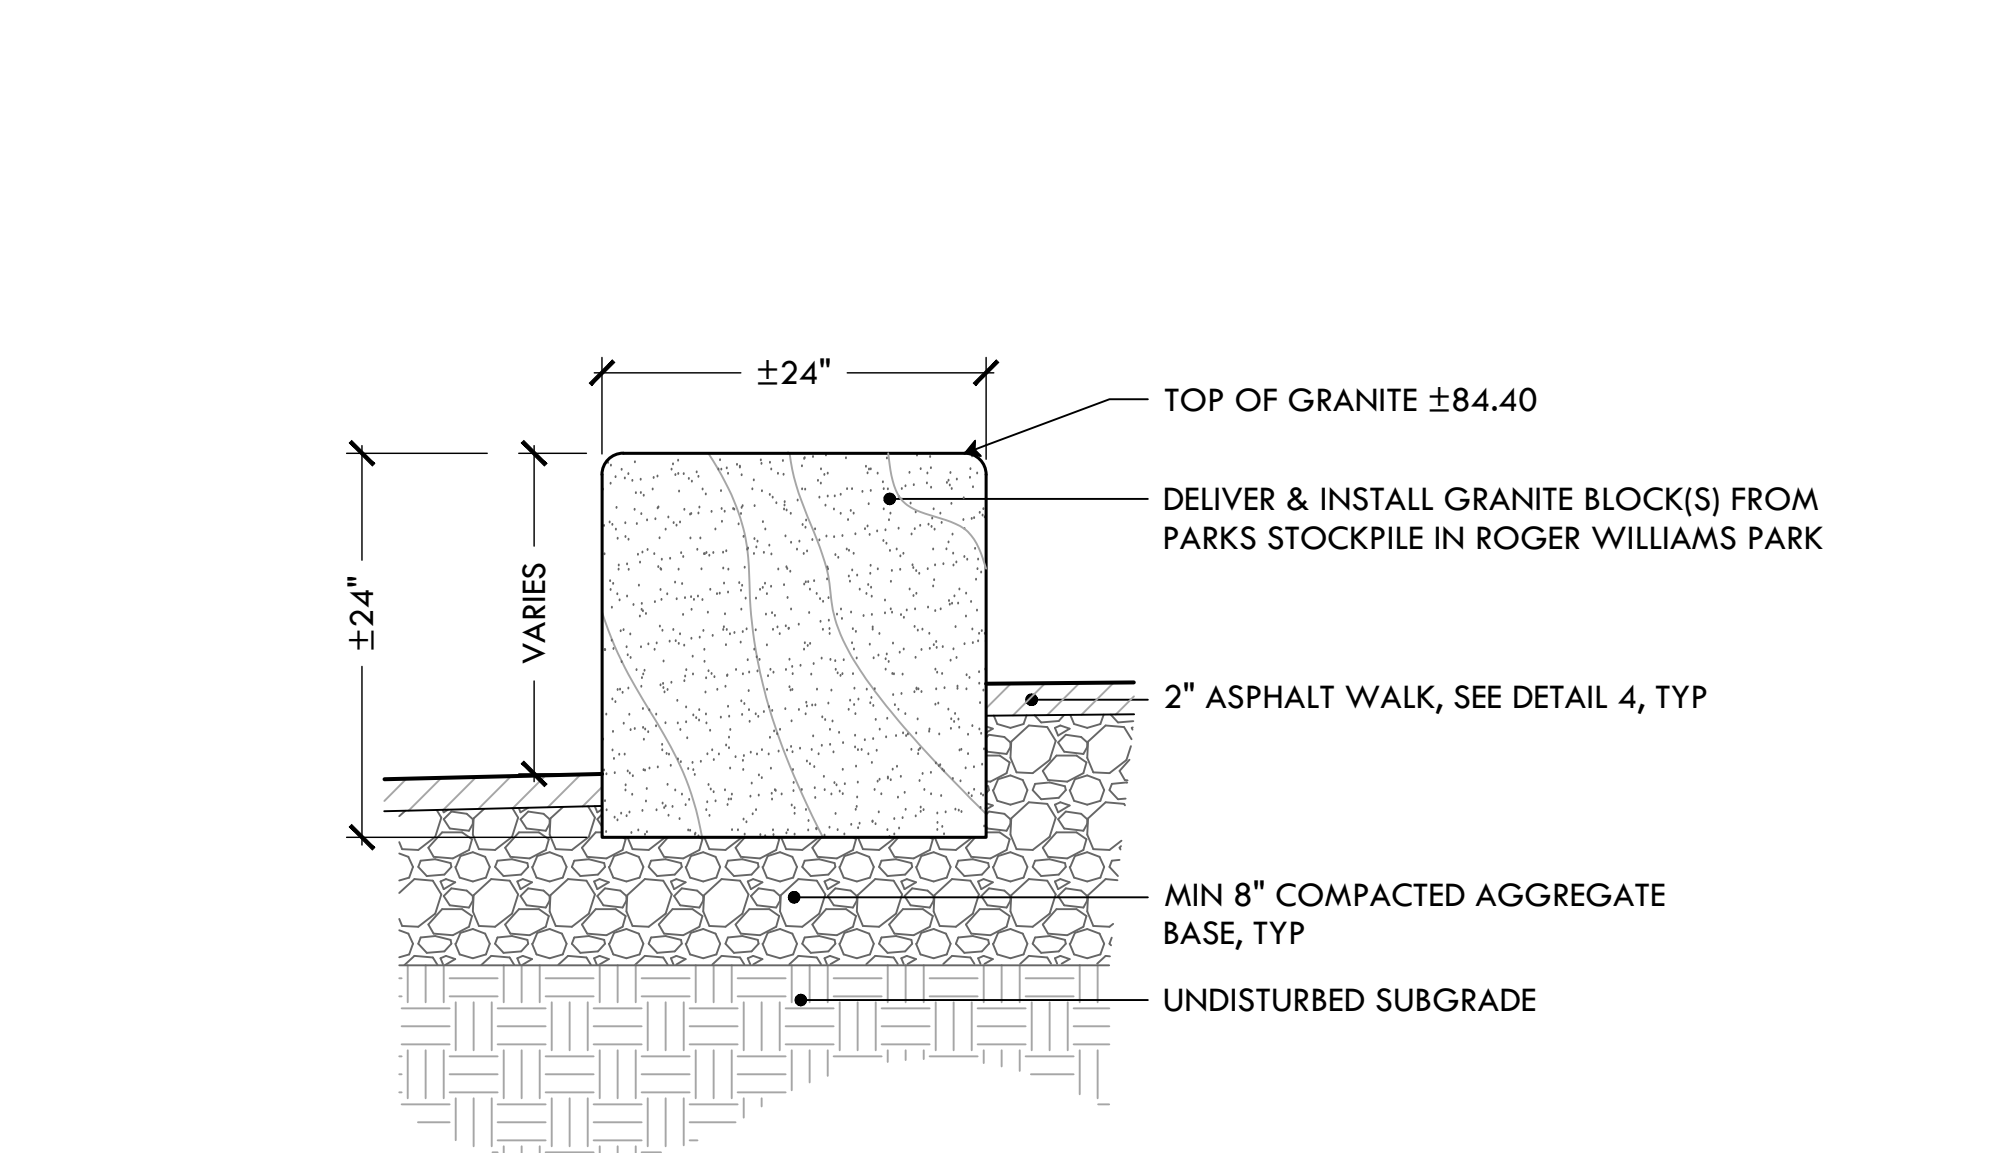 ±24"
TOP OF GRANITE ±84.40
DELIVER & INSTALL GRANITE BLOCK(S) FROM
PARKS STOCKPILE IN ROGER WILLIAMS PARK
±24"
VARIES
2" ASPHALT WALK, SEE DETAIL 4, TYP
MIN 8" COMPACTED AGGREGATE
BASE, TYP
UNDISTURBED SUBGRADE